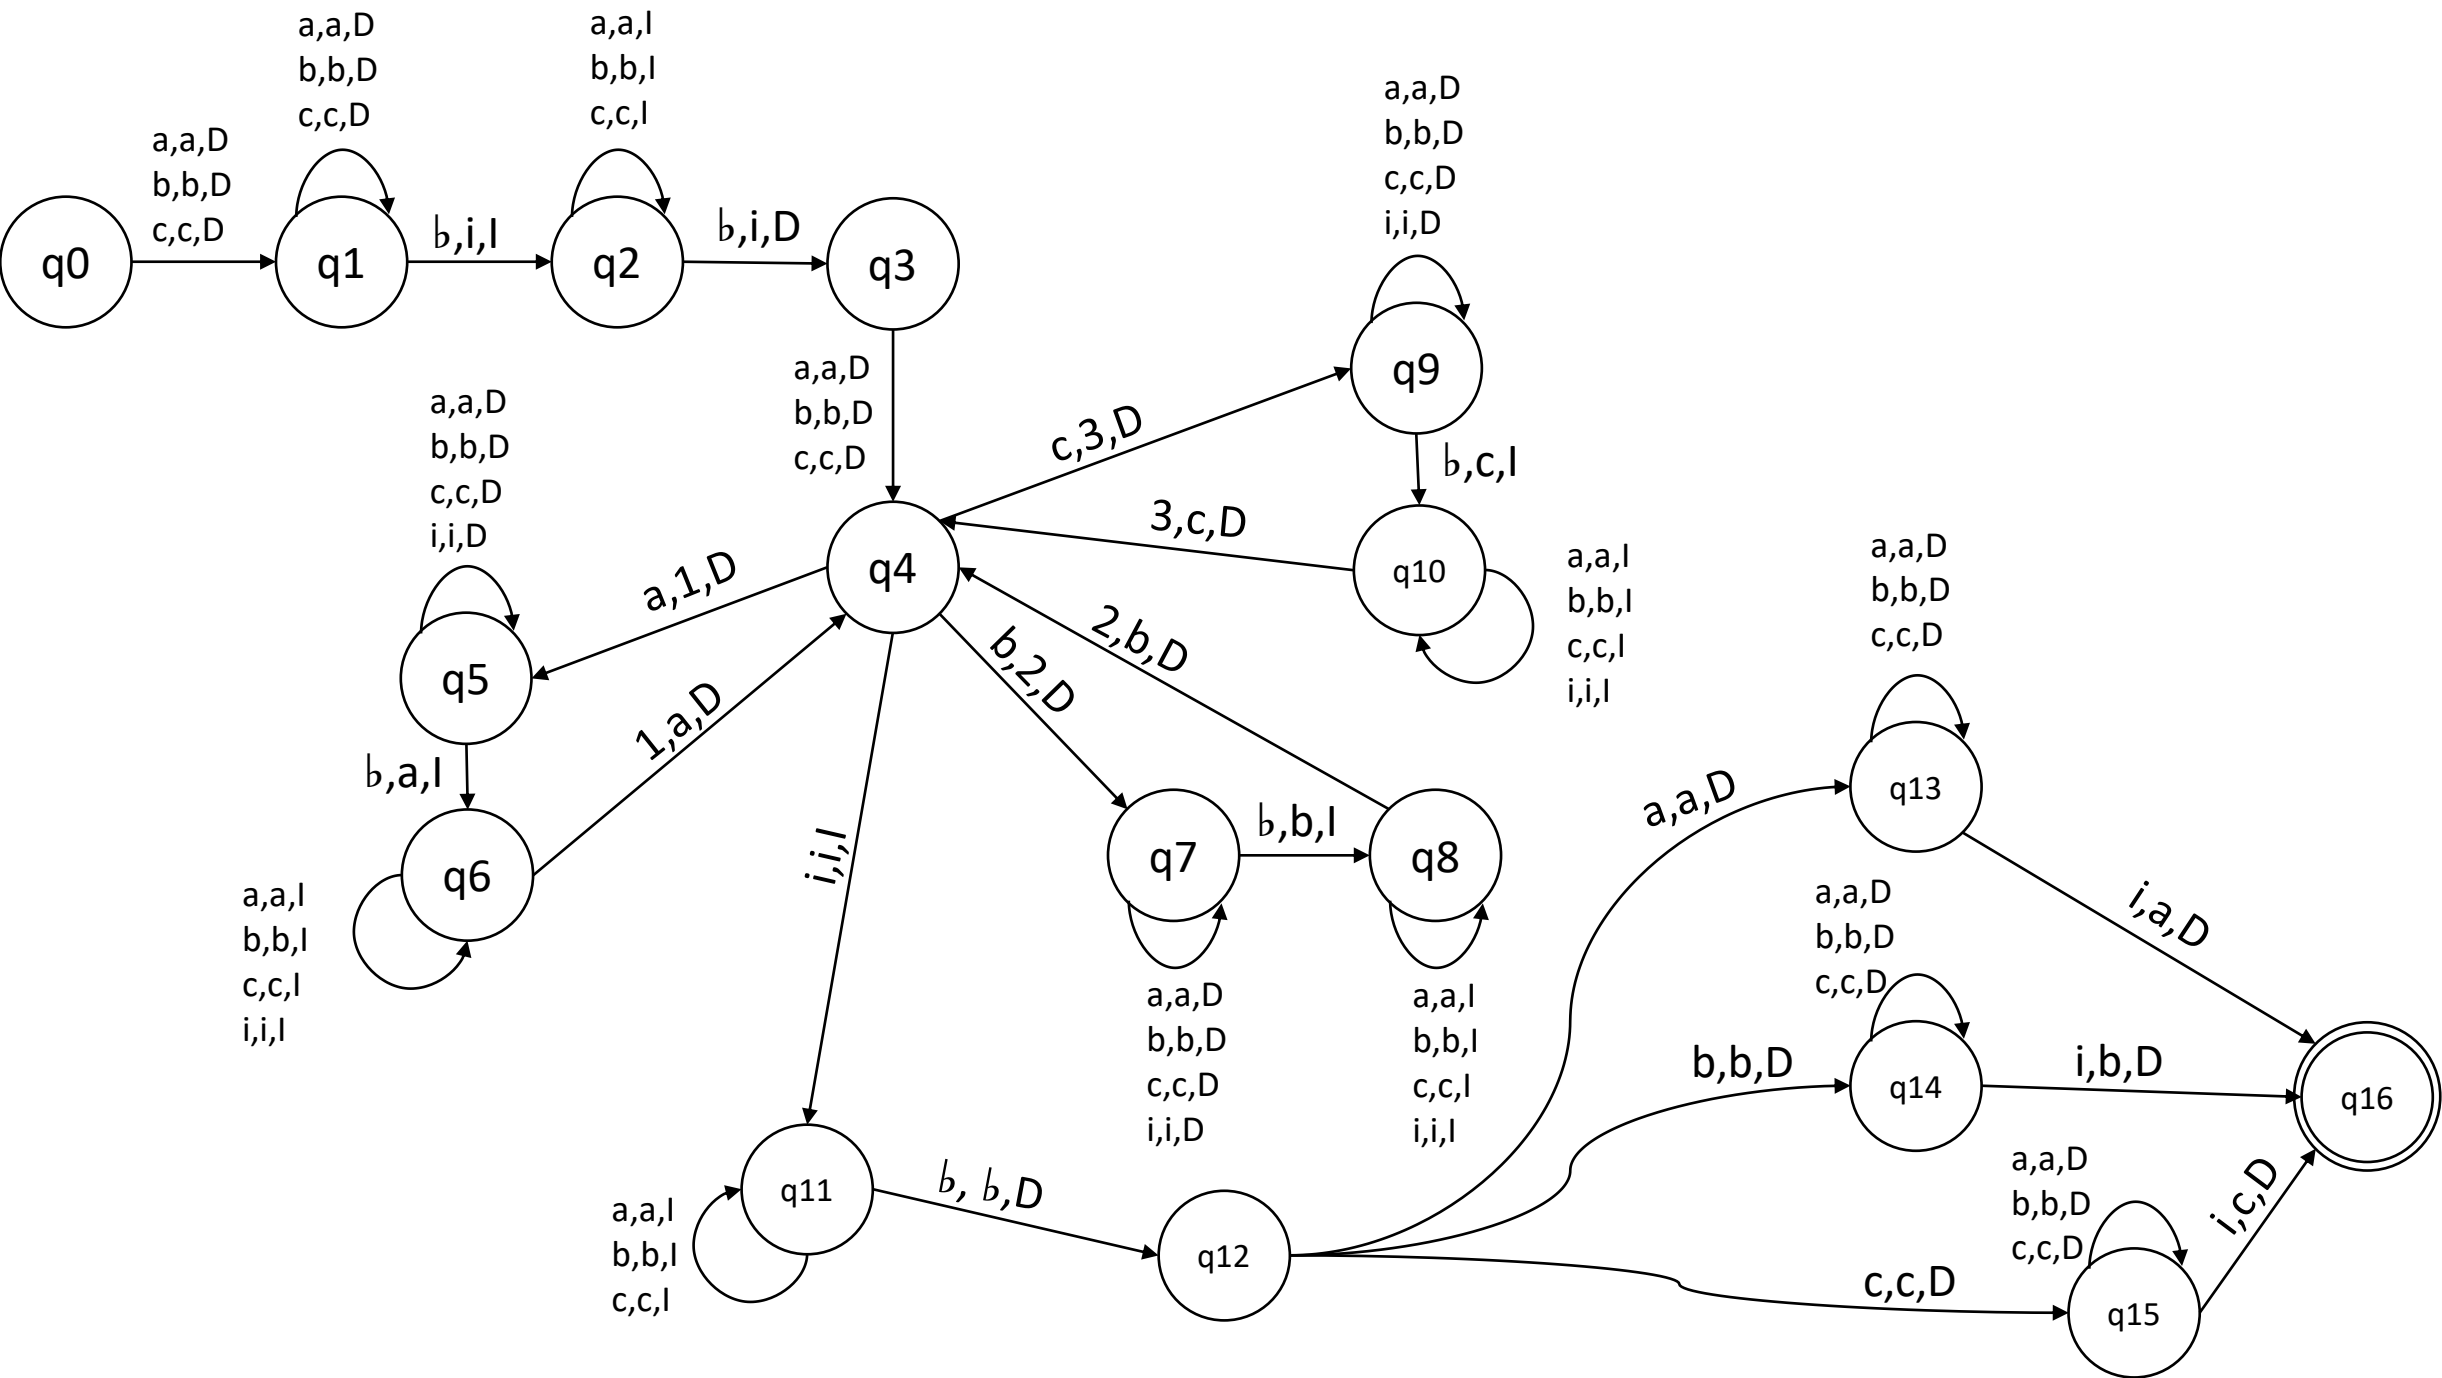 a,a,D
b,b,D
c,c,D
a,a,I
b,b,I
c,c,I
a,a,D
b,b,D
c,c,D
i,i,D
a,a,D
b,b,D
c,c,D
q0
q1
ƀ,i,I
q2
ƀ,i,D
q3
q9
a,a,D
b,b,D
c,c,D
c,3,D
ƀ,c,I
a,a,D
b,b,D
c,c,D
i,i,D
3,c,D
q4
q10
a,a,I
b,b,I
c,c,I
i,i,I
a,a,D
b,b,D
c,c,D
a,1,D
q5
b,2,D
2,b,D
1,a,D
ƀ,a,I
q6
a,a,I
b,b,I
c,c,I
i,i,I
i,i,I
q7
ƀ,b,I
q8
a,a,D
b,b,D
c,c,D
i,i,D
a,a,I
b,b,I
c,c,I
i,i,I
a,a,D
q13
i,a,D
a,a,D
b,b,D
c,c,D
b,b,D
q14
i,b,D
q16
q11
a,a,I
b,b,I
c,c,I
ƀ, ƀ,D
q12
a,a,D
b,b,D
c,c,D
i,c,D
c,c,D
q15